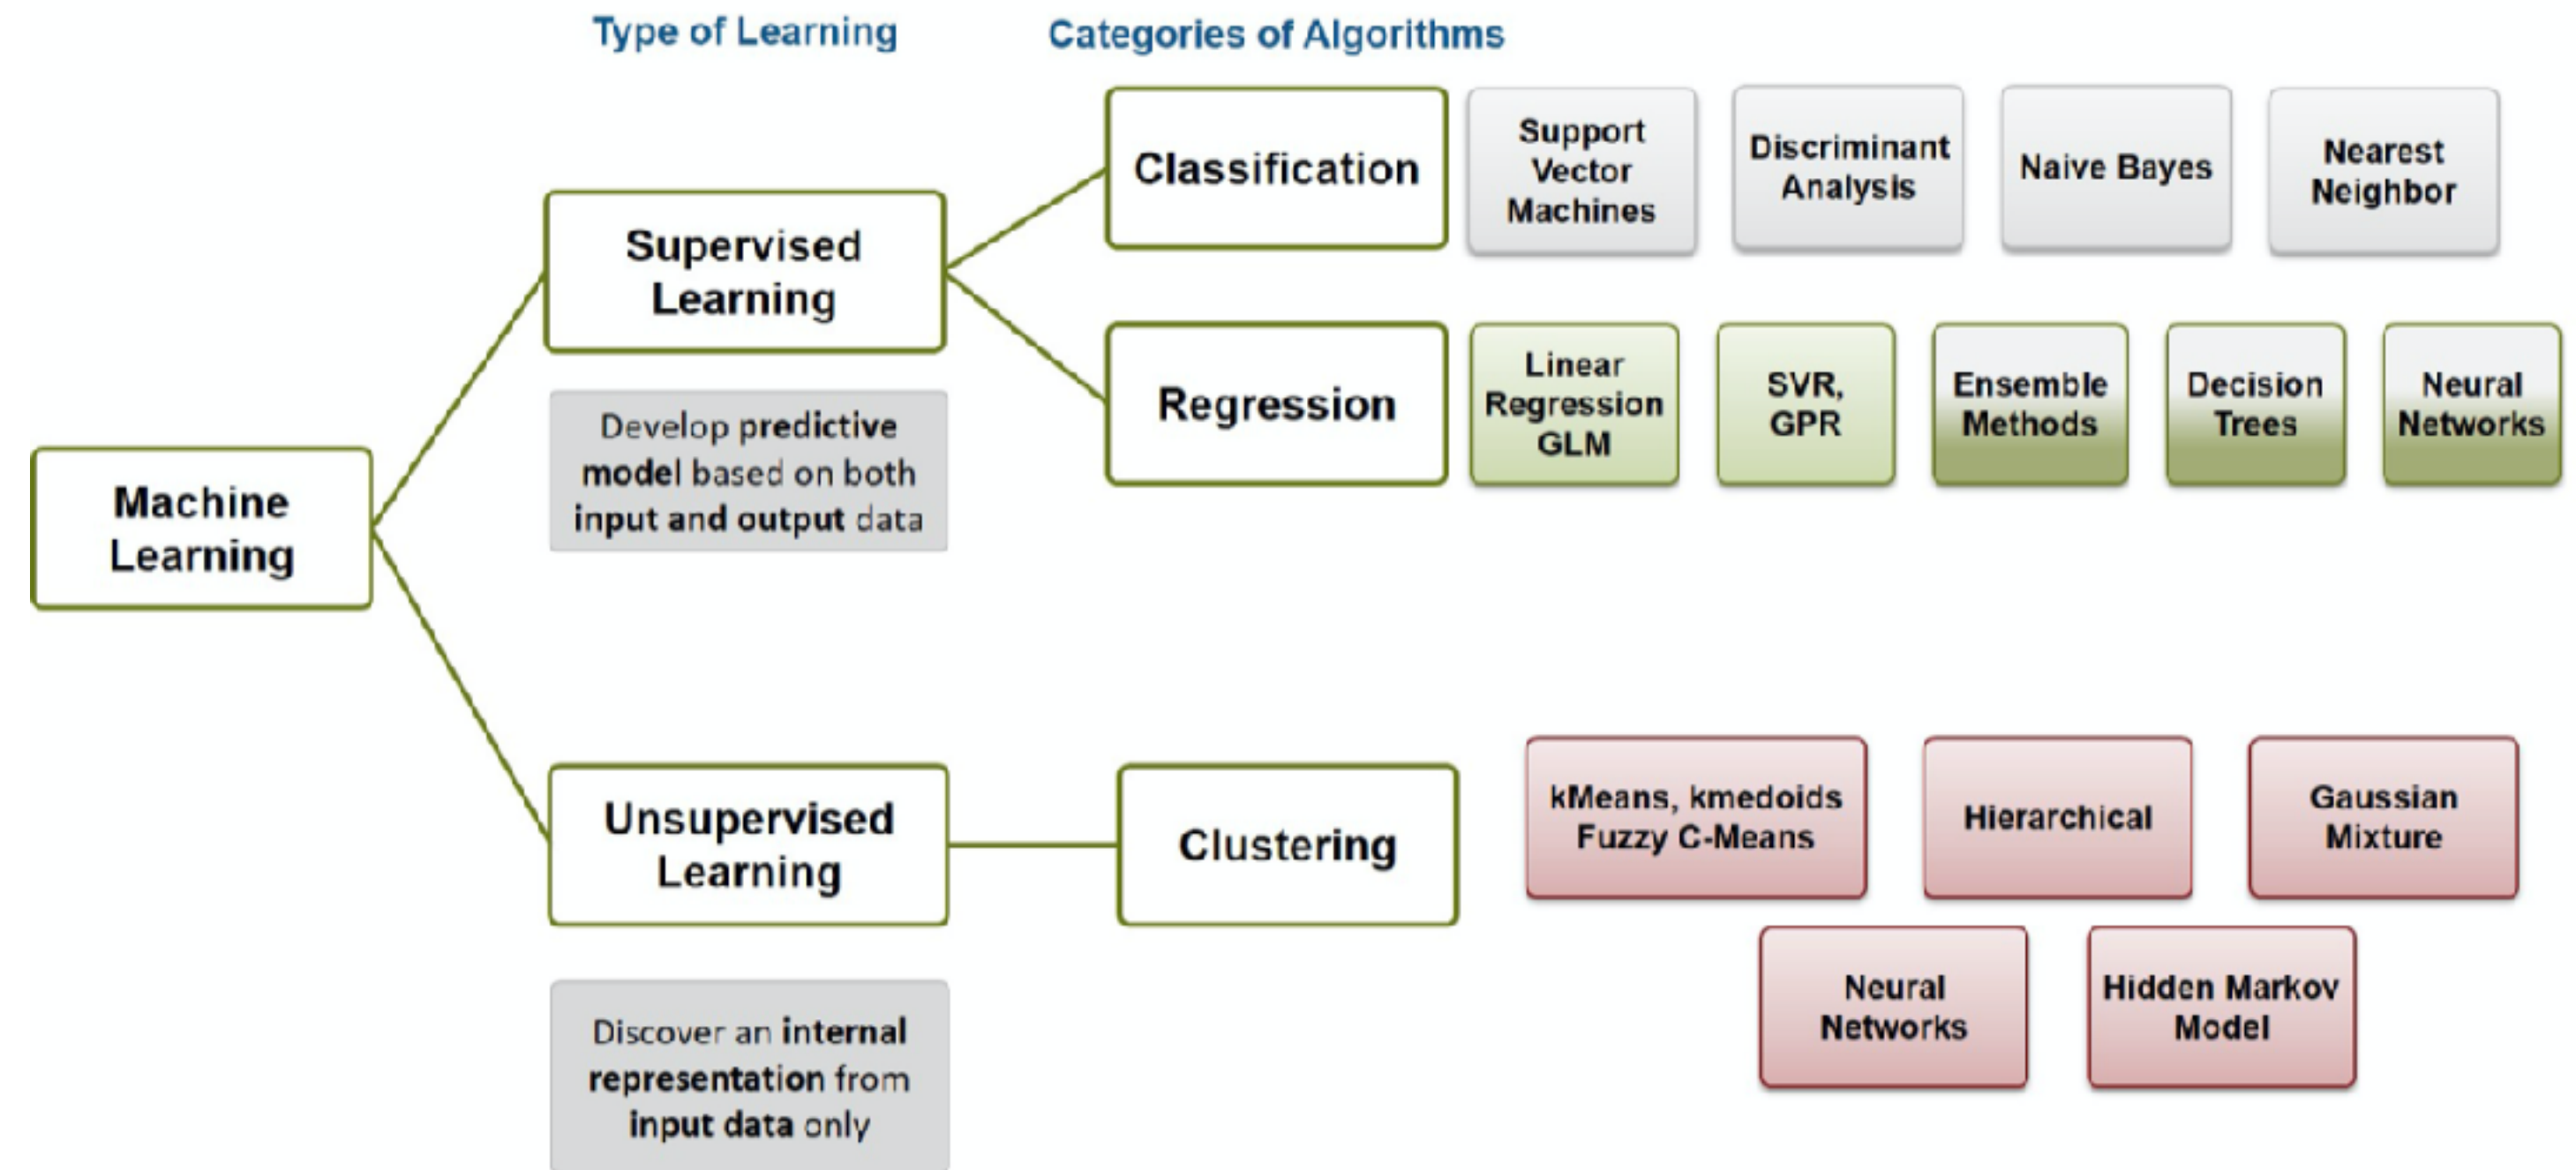 Type of Learning
Categories of Algorithms
Classification
Support
Vector
Machines
Discriminant
Analysis
Naive Bayes
Nearest
Neighbor
Supervised
Learning
Regression
Linear
Regression
GLM
SVR,
GPR
Ensemble
Methods
Decision
Trees
Neural
Networks
Develop predictive
model based on both
input and output data
Machine
Learning
Unsupervised
Learning
Clustering
kMeans, kmedoids
Fuzzy C-Means
Hierarchical
Gaussian
Mixture
Neural
Networks
Hidden Markov
Model
Discover an internal
representation from
input data only